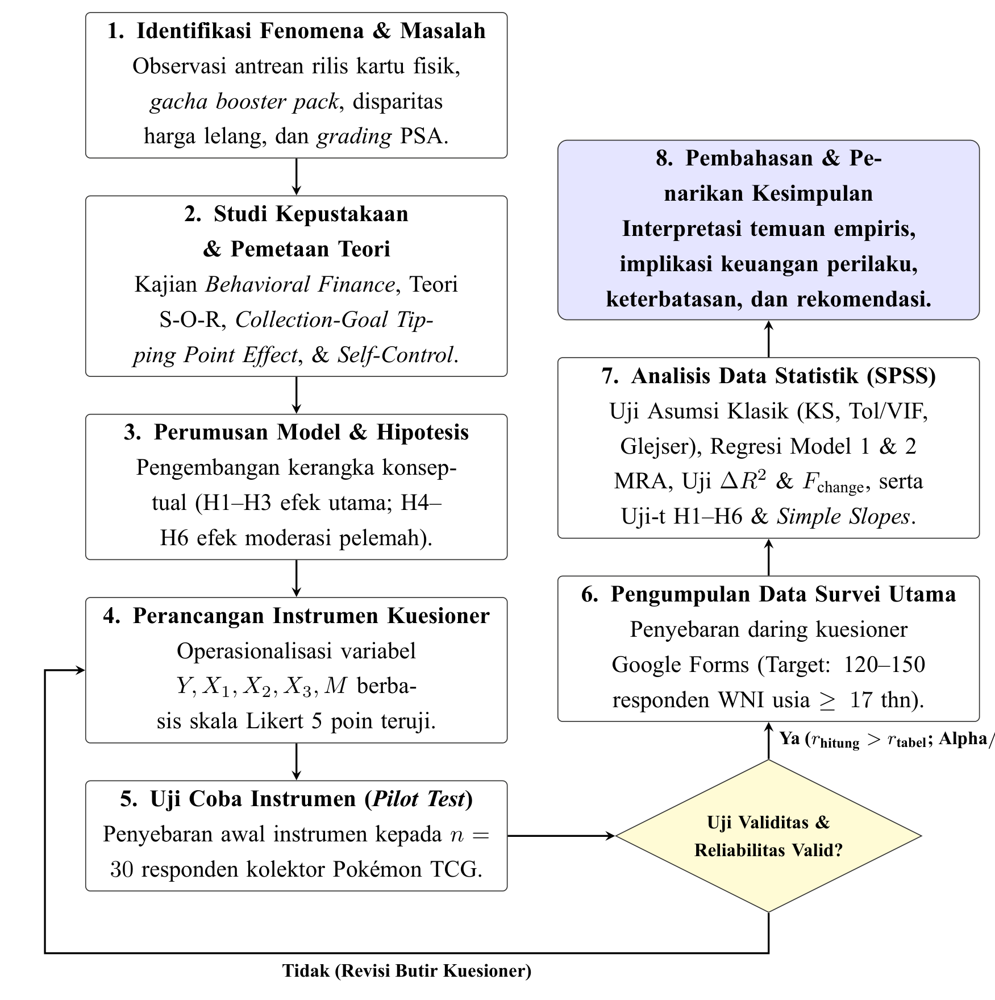 1. Identifikasi Fenomena & Masalah
Observasi antrean rilis kartu fisik,
gacha booster pack, disparitas
harga lelang, dan grading PSA.
2. Studi Kepustakaan
& Pemetaan Teori
Kajian Behavioral Finance, Teori
S-O-R, Collection-Goal Tip-
ping Point Effect, & Self-Control.
3. Perumusan Model & Hipotesis
Pengembangan kerangka konsep-
tual (H1–H3 efek utama; H4–
H6 efek moderasi pelemah).
4. Perancangan Instrumen Kuesioner
Operasionalisasi variabel
Y, X₁, X₂, X₃, M berba-
sis skala Likert 5 poin teruji.
5. Uji Coba Instrumen (Pilot Test)
Penyebaran awal instrumen kepada n =
30 responden kolektor Pokémon TCG.
Uji Validitas &
Reliabilitas Valid?
Tidak (Revisi Butir Kuesioner)
Ya (r_hitung > r_tabel; Alpha/
6. Pengumpulan Data Survei Utama
Penyebaran daring kuesioner
Google Forms (Target: 120–150
responden WNI usia ≥ 17 thn).
7. Analisis Data Statistik (SPSS)
Uji Asumsi Klasik (KS, Tol/VIF,
Glejser), Regresi Model 1 & 2
MRA, Uji ΔR² & F_change, serta
Uji-t H1–H6 & Simple Slopes.
8. Pembahasan & Pe-
narikan Kesimpulan
Interpretasi temuan empiris,
implikasi keuangan perilaku,
keterbatasan, dan rekomendasi.